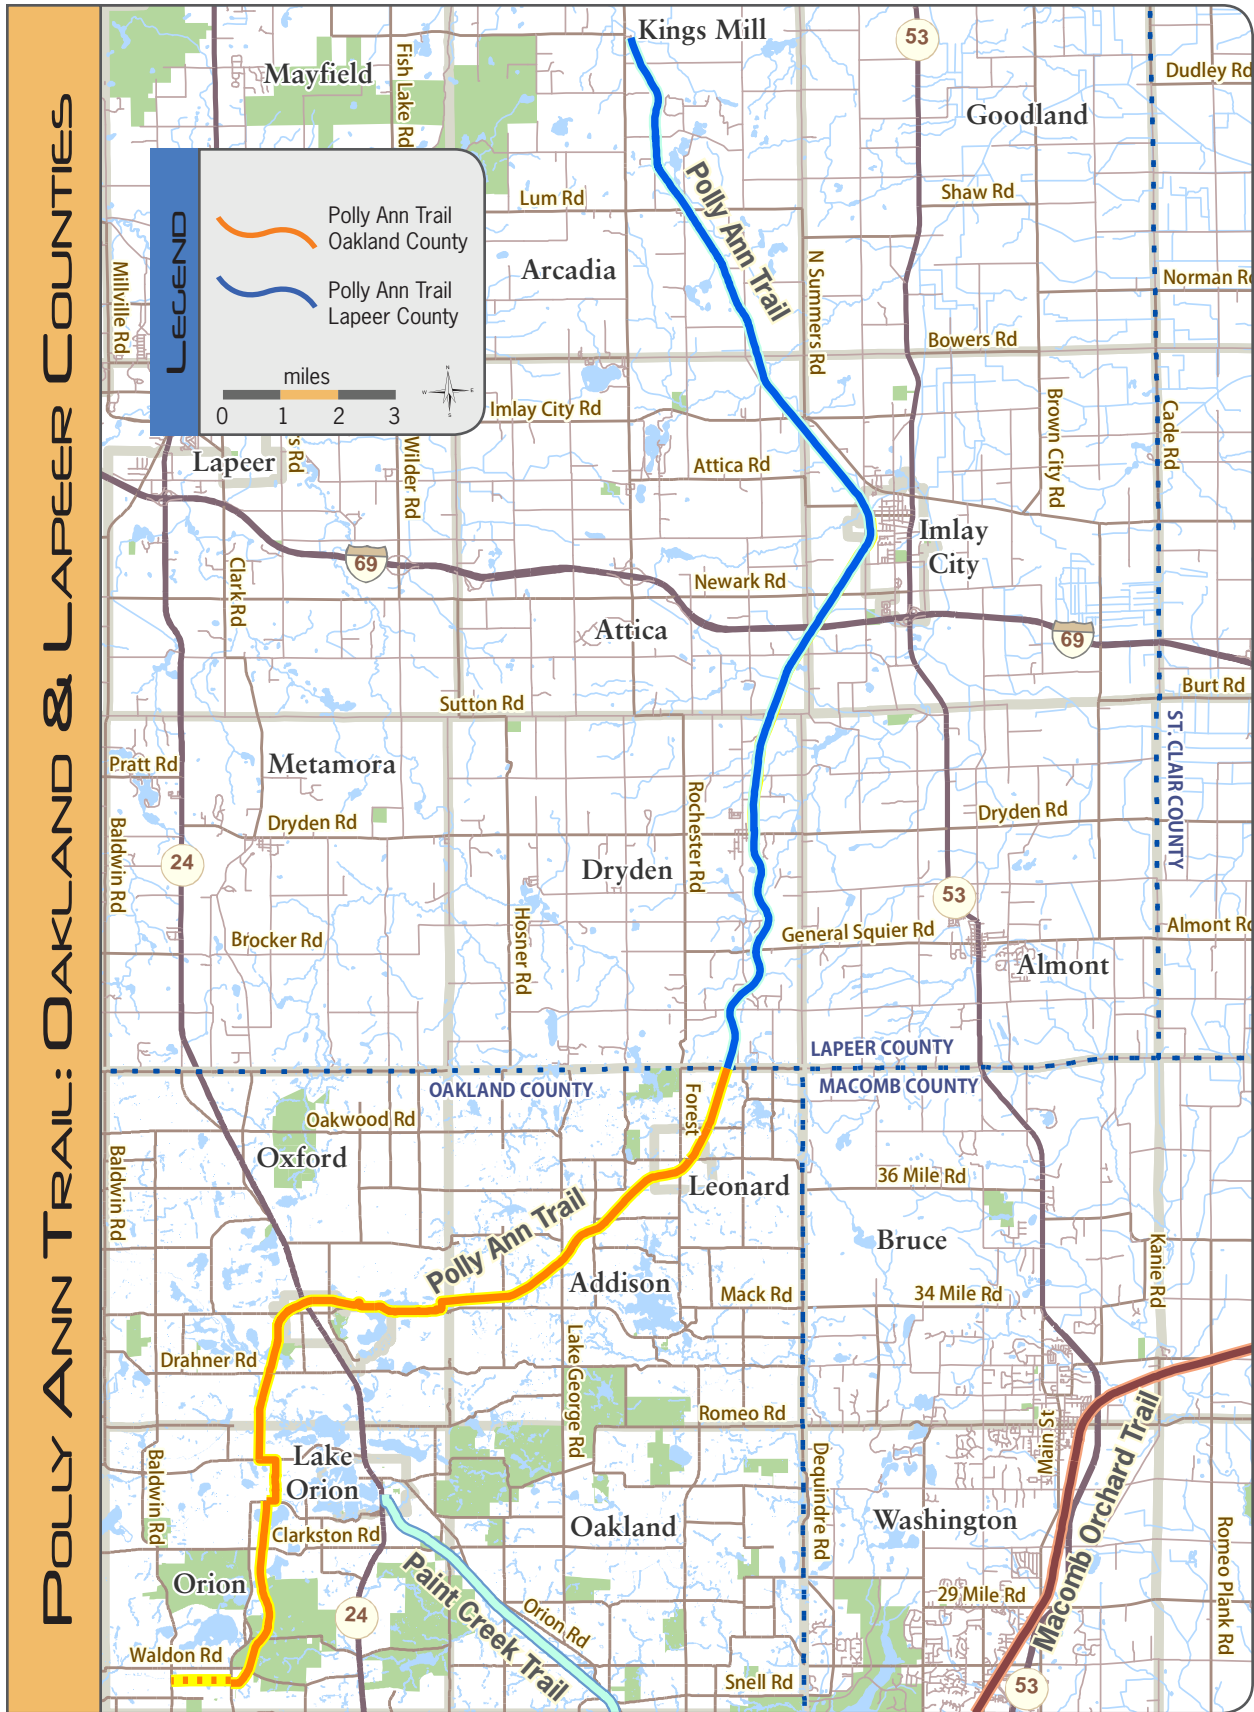 POLLY ANN TRAIL: OAKLAND & LAPEER COUNTIES
Kings Mill
53
Mayfield
Fish Lake Rd
Dudley Rd
Goodland
LEGEND
Polly Ann Trail
Oakland County
Polly Ann Trail
Lapeer County
miles
0 1 2 3
N
W E
S
Polly Ann Trail
Lum Rd
Shaw Rd
Arcadia
Millville Rd
N Summers Rd
Norman Rd
Bowers Rd
Imlay City Rd
Brown City Rd
Cade Rd
s Rd
Wilder Rd
Lapeer
Attica Rd
Imlay
City
69
Clark Rd
Newark Rd
Attica
69
Burt Rd
Sutton Rd
ST. CLAIR COUNTY
Pratt Rd
Metamora
Rochester Rd
Dryden Rd
Dryden Rd
Baldwin Rd
24
Dryden
53
Hosner Rd
Brocker Rd
General Squier Rd
Almont Rd
Almont
LAPEER COUNTY
OAKLAND COUNTY
MACOMB COUNTY
Forest
Oakwood Rd
Baldwin Rd
Oxford
36 Mile Rd
Leonard
Polly Ann Trail
Bruce
Kanie Rd
Addison
Mack Rd
34 Mile Rd
Lake George Rd
Drahner Rd
Romeo Rd
Main St
Macomb Orchard Trail
Baldwin Rd
Lake
Orion
Dequindre Rd
Clarkston Rd
Oakland
Washington
Romeo Plank Rd
Paint Creek Trail
Orion
Orion Rd
29 Mile Rd
24
Waldon Rd
Snell Rd
53